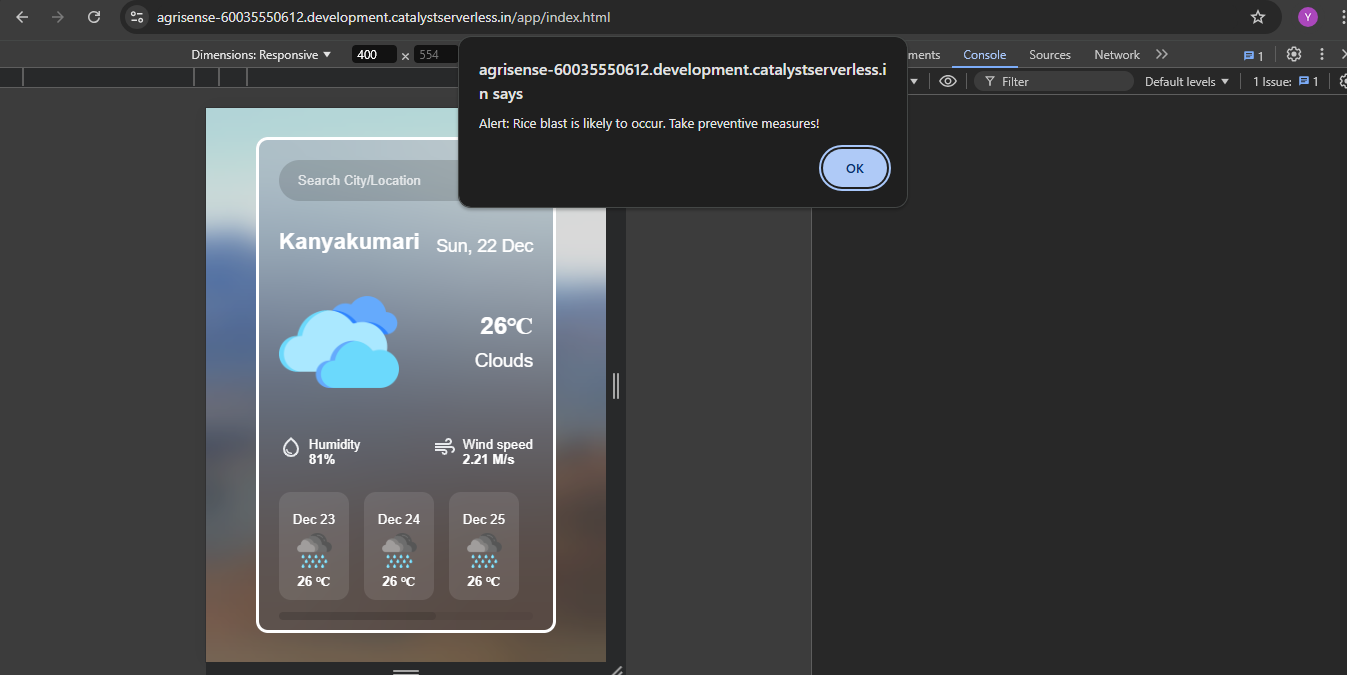 agrisense-60035550612.development.catalystserverless.in/app/index.html
Y
Dimensions: Responsive
400
×
554
ments
Console
Sources
Network
1
Filter
Default levels
1 Issue:
1
agrisense-60035550612.development.catalystserverless.i
n says
Alert: Rice blast is likely to occur. Take preventive measures!
OK
Search City/Location
Kanyakumari
Sun, 22 Dec
26°C
Clouds
Humidity
81%
Wind speed
2.21 M/s
Dec 23
Dec 24
Dec 25
26 °C
26 °C
26 °C